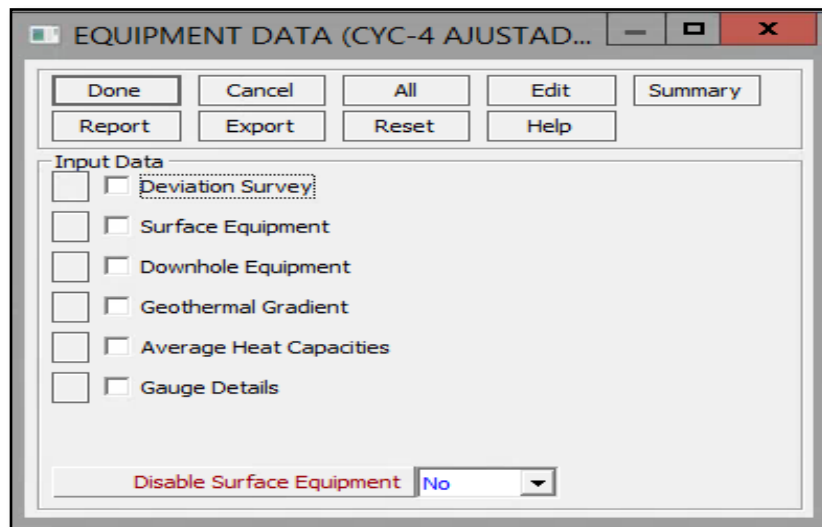 EQUIPMENT DATA (CYC-4 AJUSTAD...
Done Cancel All Edit Summary
Report Export Reset Help
Input Data
Deviation Survey
Surface Equipment
Downhole Equipment
Geothermal Gradient
Average Heat Capacities
Gauge Details
Disable Surface Equipment No